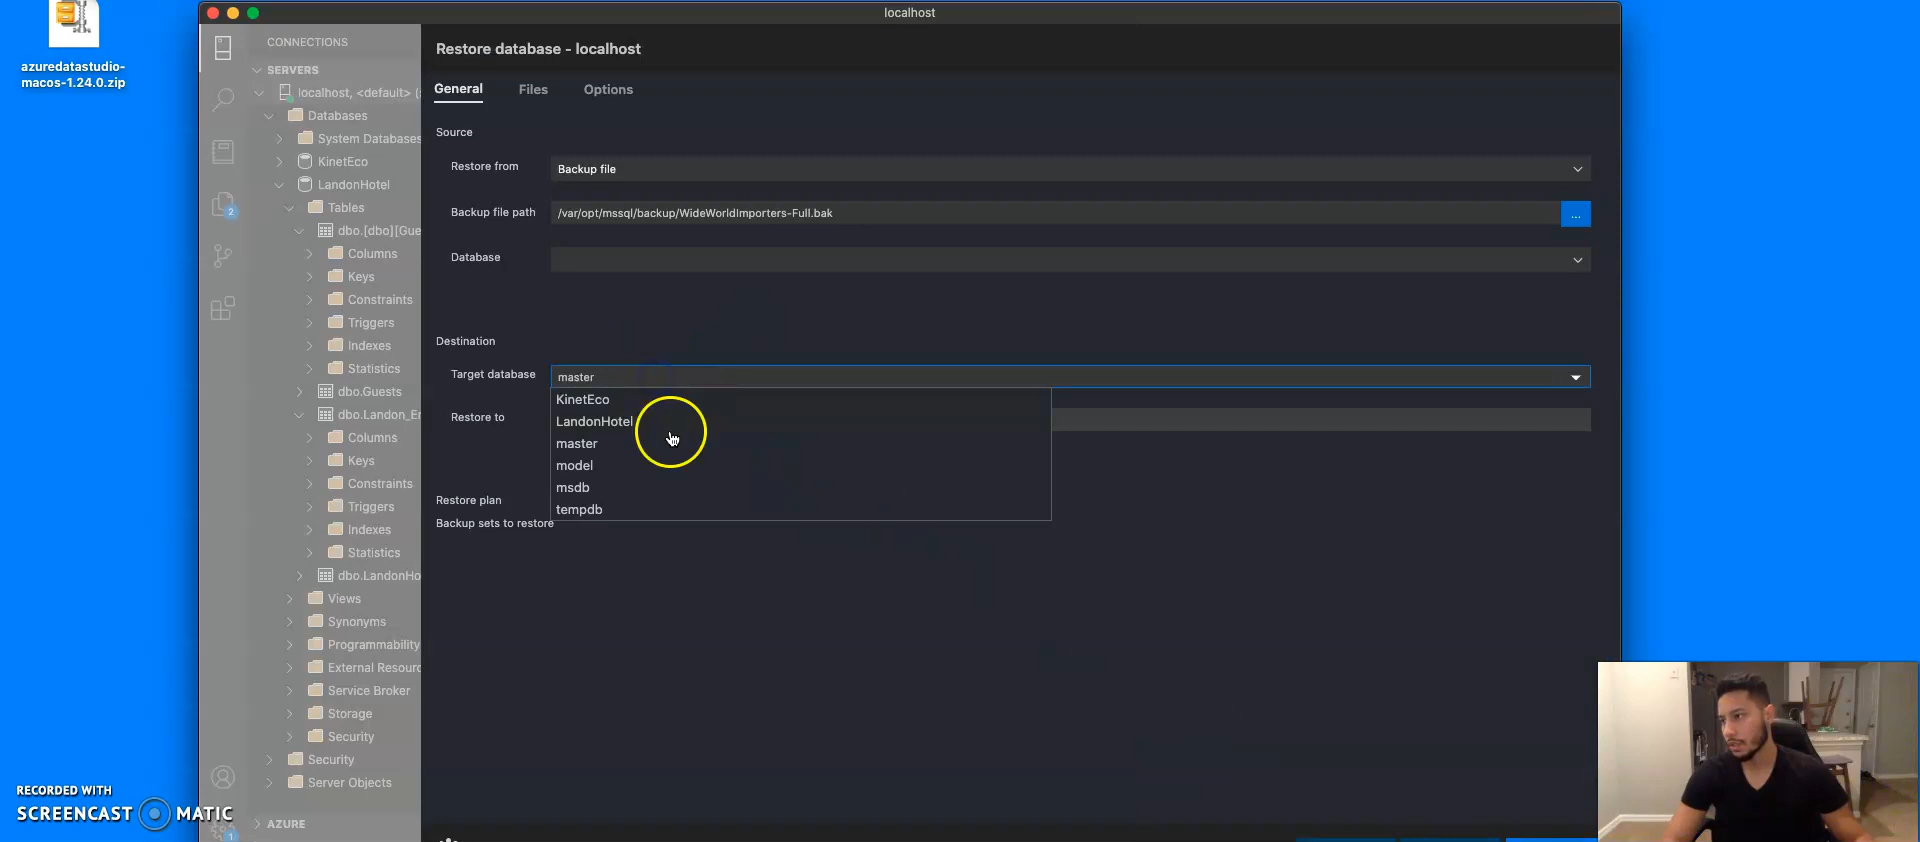 localhost
azuredatastudio-
macos-1.24.0.zip
CONNECTIONS
SERVERS
localhost, <default> (
Databases
System Databases
KinetEco
LandonHotel
Tables
dbo.[dbo][Gue
Columns
Keys
Constraints
Triggers
Indexes
Statistics
dbo.Guests
dbo.Landon_E
Columns
Keys
Constraints
Triggers
Indexes
Statistics
dbo.LandonHo
Views
Synonyms
Programmability
External Resourc
Service Broker
Storage
Security
Security
Server Objects
AZURE
2
1
Restore database - localhost
General Files Options
Source
Restore from Backup file
Backup file path /var/opt/mssql/backup/WideWorldImporters-Full.bak ...
Database
Destination
Target database master
KinetEco
LandonHotel
master
model
msdb
tempdb
Restore to
Restore plan
Backup sets to restore
RECORDED WITH
SCREENCAST MATIC